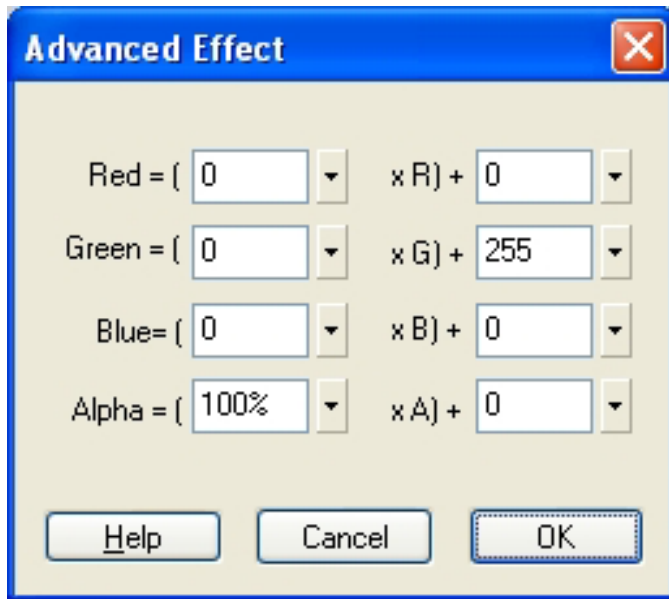 Advanced Effect
Red = ( 0 x R) + 0
Green = ( 0 x G) + 255
Blue= ( 0 x B) + 0
Alpha = ( 100% x A) + 0
Help Cancel OK